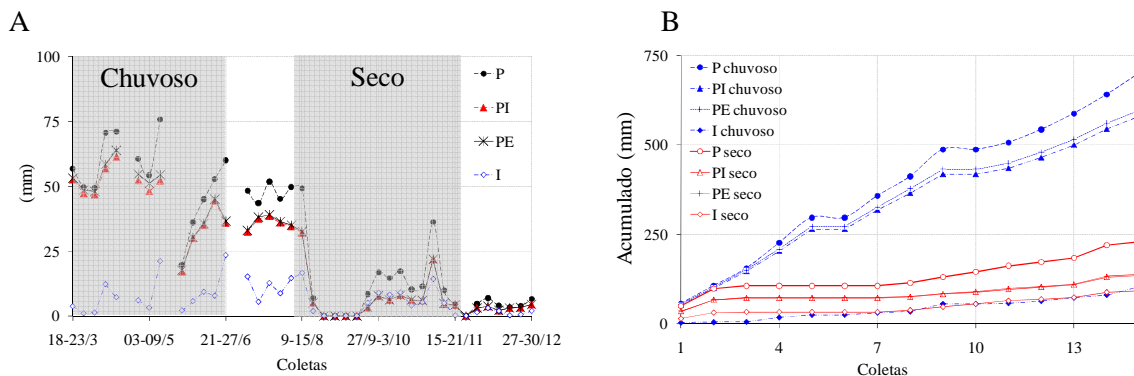 A
B
100
75
50
25
0
(mm)
Chuvoso
Seco
P
PI
PE
I
18-23/3
03-09/5
21-27/6
9-15/8
27/9-3/10
15-21/11
27-30/12
Coletas
750
500
250
0
Acumulado (mm)
P chuvoso
PI chuvoso
PE chuvoso
I chuvoso
P seco
PI seco
PE seco
I seco
1
4
7
10
13
Coletas